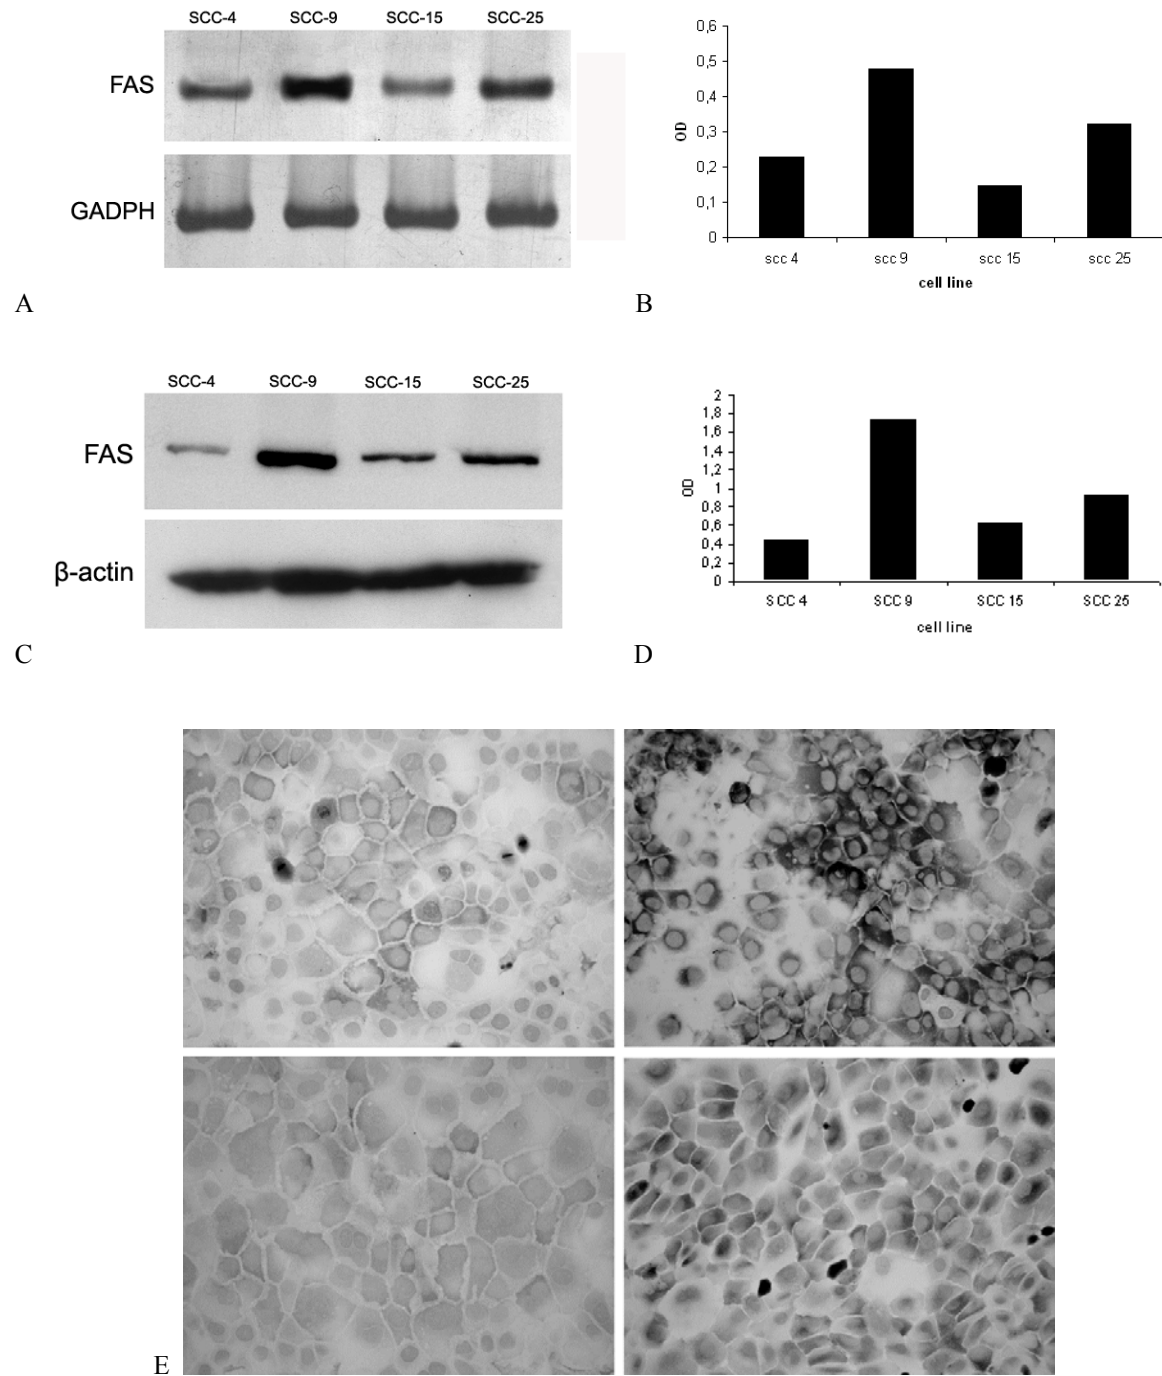 SCC-4 SCC-9 SCC-15 SCC-25
FAS
GADPH
A
0,6
0,5
0,4
0,3
0,2
0,1
0
OD
scc 4 scc 9 scc 15 scc 25
cell line
B
SCC-4 SCC-9 SCC-15 SCC-25
FAS
β-actin
C
2
1,8
1,6
1,4
1,2
1
0,8
0,6
0,4
0,2
0
OD
SCC 4 SCC 9 SCC 15 SCC 25
cell line
D
E